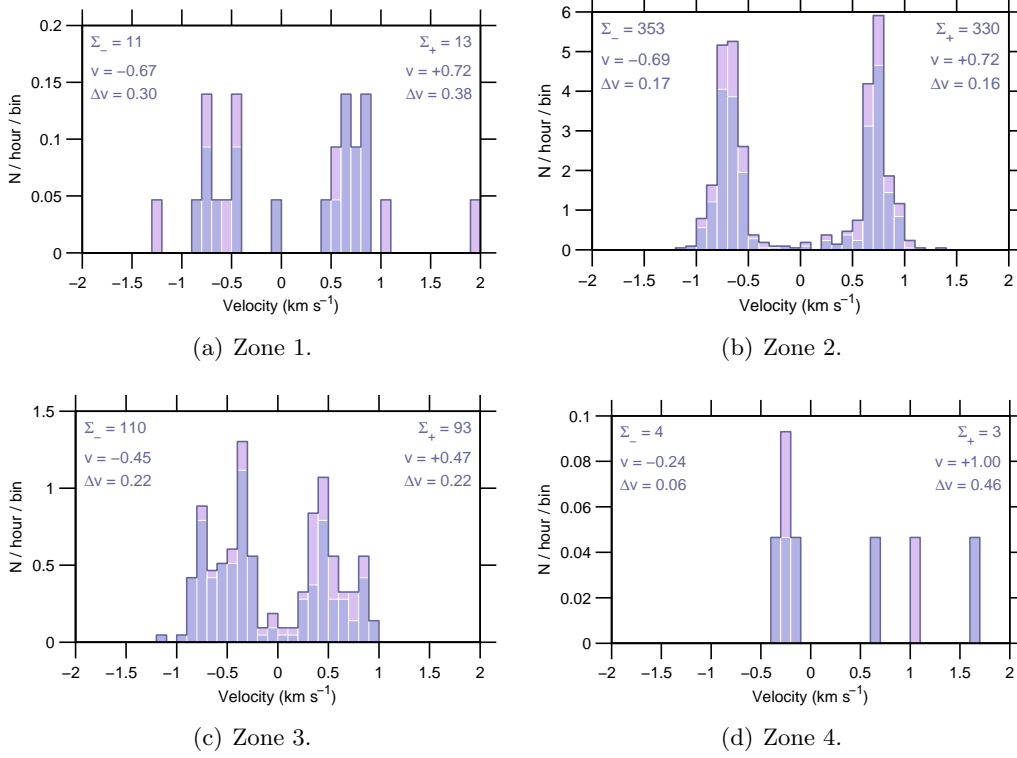 0.2
0.15
0.1
0.05
0
N / hour / bin
Σ₋ = 11
v = −0.67
Δv = 0.30
Σ₊ = 13
v = +0.72
Δv = 0.38
−2 −1.5 −1 −0.5 0 0.5 1 1.5 2
Velocity (km s⁻¹)
(a) Zone 1.
6
5
4
3
2
1
0
N / hour / bin
Σ₋ = 353
v = −0.69
Δv = 0.17
Σ₊ = 330
v = +0.72
Δv = 0.16
−2 −1.5 −1 −0.5 0 0.5 1 1.5 2
Velocity (km s⁻¹)
(b) Zone 2.
1.5
1
0.5
0
N / hour / bin
Σ₋ = 110
v = −0.45
Δv = 0.22
Σ₊ = 93
v = +0.47
Δv = 0.22
−2 −1.5 −1 −0.5 0 0.5 1 1.5 2
Velocity (km s⁻¹)
(c) Zone 3.
0.1
0.08
0.06
0.04
0.02
0
N / hour / bin
Σ₋ = 4
v = −0.24
Δv = 0.06
Σ₊ = 3
v = +1.00
Δv = 0.46
−2 −1.5 −1 −0.5 0 0.5 1 1.5 2
Velocity (km s⁻¹)
(d) Zone 4.